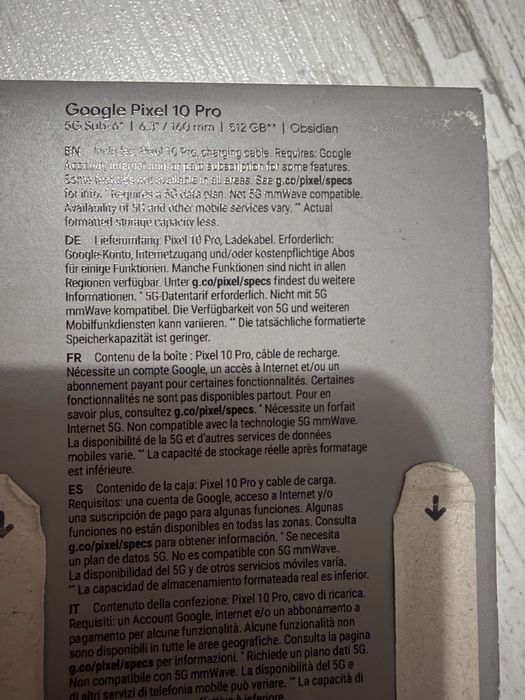 Google Pixel 10 Pro
5G Sub-6* | 6.3" / 160 mm | 512 GB** | Obsidian
EN Includes: Pixel 10 Pro, charging cable. Requires: Google
Account, internet and/or paid subscription for some features.
Some features not available in all areas. See g.co/pixel/specs
for info. * Requires a 5G data plan. Not 5G mmWave compatible.
Availability of 5G and other mobile services vary. ** Actual
formatted storage capacity less.
DE Lieferumfang: Pixel 10 Pro, Ladekabel. Erforderlich:
Google-Konto, Internetzugang und/oder kostenpflichtige Abos
für einige Funktionen. Manche Funktionen sind nicht in allen
Regionen verfügbar. Unter g.co/pixel/specs findest du weitere
Informationen. * 5G-Datentarif erforderlich. Nicht mit 5G
mmWave kompatibel. Die Verfügbarkeit von 5G und weiteren
Mobilfunkdiensten kann variieren. ** Die tatsächliche formatierte
Speicherkapazität ist geringer.
FR Contenu de la boîte : Pixel 10 Pro, câble de recharge.
Nécessite un compte Google, un accès à Internet et/ou un
abonnement payant pour certaines fonctionnalités. Certaines
fonctionnalités ne sont pas disponibles partout. Pour en
savoir plus, consultez g.co/pixel/specs. * Nécessite un forfait
Internet 5G. Non compatible avec la technologie 5G mmWave.
La disponibilité de la 5G et d'autres services de données
mobiles varie. ** La capacité de stockage réelle après formatage
est inférieure.
ES Contenido de la caja: Pixel 10 Pro y cable de carga.
Requisitos: una cuenta de Google, acceso a Internet y/o
una suscripción de pago para algunas funciones. Algunas
funciones no están disponibles en todas las zonas. Consulta
g.co/pixel/specs para obtener información. * Se necesita
un plan de datos 5G. No es compatible con 5G mmWave.
La disponibilidad del 5G y de otros servicios móviles varía.
** La capacidad de almacenamiento formateada real es inferior.
IT Contenuto della confezione: Pixel 10 Pro, cavo di ricarica.
Requisiti: un Account Google, Internet e/o un abbonamento a
pagamento per alcune funzionalità. Alcune funzionalità non
sono disponibili in tutte le aree geografiche. Consulta la pagina
g.co/pixel/specs per informazioni. * Richiede un piano dati 5G.
Non compatibile con 5G mmWave. La disponibilità del 5G e
di altri servizi di telefonia mobile può variare. ** La capacità di
inferiore